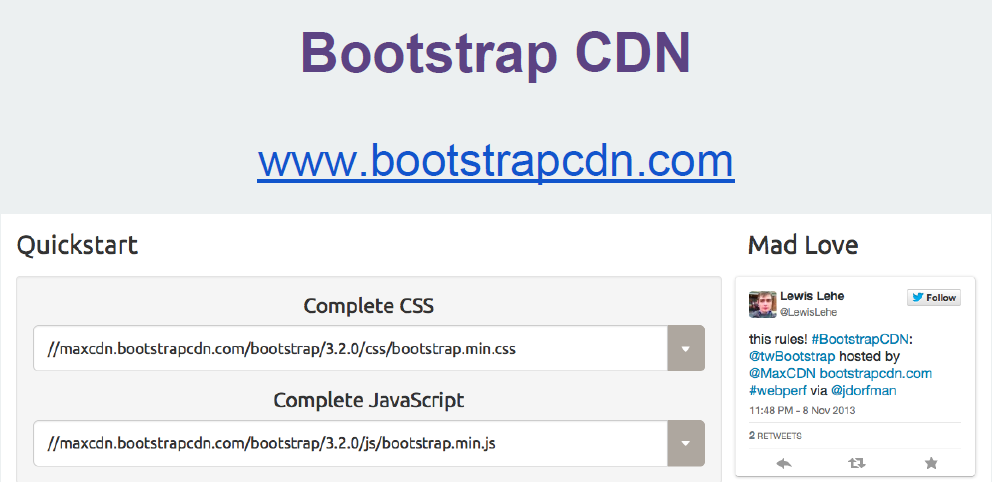 Bootstrap CDN
www.bootstrapcdn.com
Quickstart
Complete CSS
//maxcdn.bootstrapcdn.com/bootstrap/3.2.0/css/bootstrap.min.css
Complete JavaScript
//maxcdn.bootstrapcdn.com/bootstrap/3.2.0/js/bootstrap.min.js
Mad Love
Lewis Lehe
@LewisLehe
Follow
this rules! #BootstrapCDN:
@twBootstrap hosted by
@MaxCDN bootstrapcdn.com
#webperf via @jdorfman
11:48 PM - 8 Nov 2013
2 RETWEETS